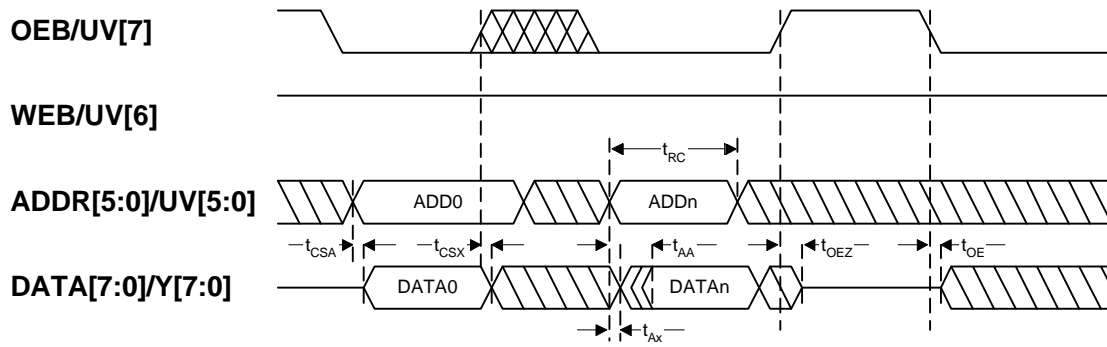 OEB/UV[7]
WEB/UV[6]
tRC
ADDR[5:0]/UV[5:0]
ADD0
ADDn
tCSA
tCSX
tAA
tOEZ
tOE
DATA[7:0]/Y[7:0]
DATA0
DATAn
tAx